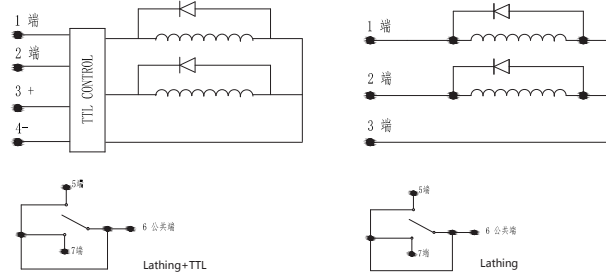 1 端
2 端
3 +
4-
TTL CONTROL
5端
6 公共端
7端
Lathing+TTL
1 端
2 端
3 端
5端
6 公共端
7端
Lathing